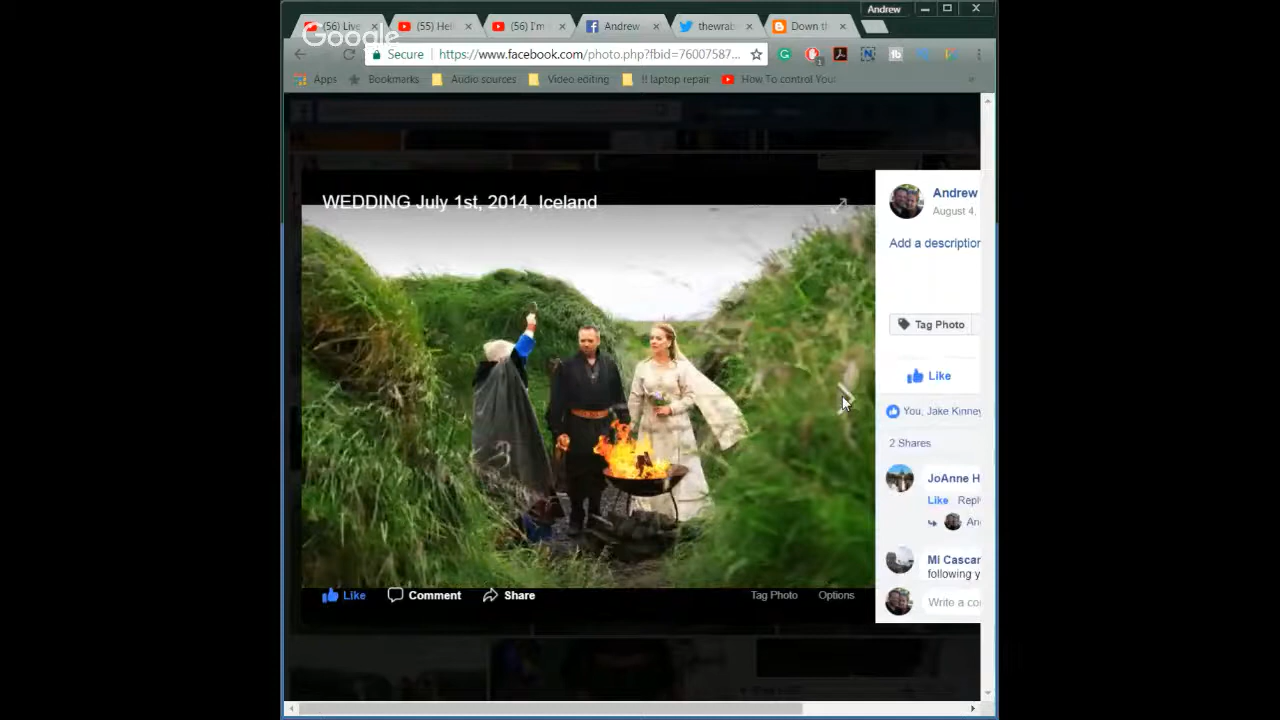 Andrew
(56) Live
(55) Hel
(56) I'm
Andrew
thewrab
Down th
Google
Secure
https://www.facebook.com/photo.php?fbid=76007587...
Apps
Bookmarks
Audio sources
Video editing
!! laptop repair
How To control You
WEDDING July 1st, 2014, Iceland
Like
Comment
Share
Tag Photo
Options
Andrew
August 4,
Add a description
Tag Photo
Like
You, Jake Kinney
2 Shares
JoAnne H
Like Reply
An
Mi Cascar
following y
Write a co